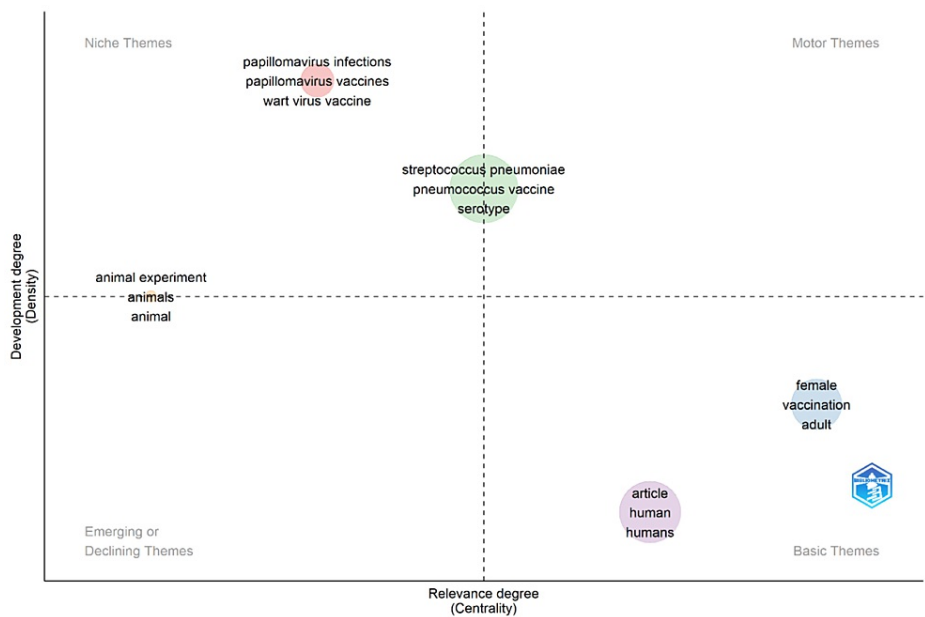 Niche Themes
Motor Themes
papillomavirus infections
papillomavirus vaccines
wart virus vaccine
streptococcus pneumoniae
pneumococcus vaccine
serotype
animal experiment
animals
animal
Development degree
(Density)
female
vaccination
adult
BIBLIOMETRIX
article
human
humans
Emerging or
Declining Themes
Basic Themes
Relevance degree
(Centrality)